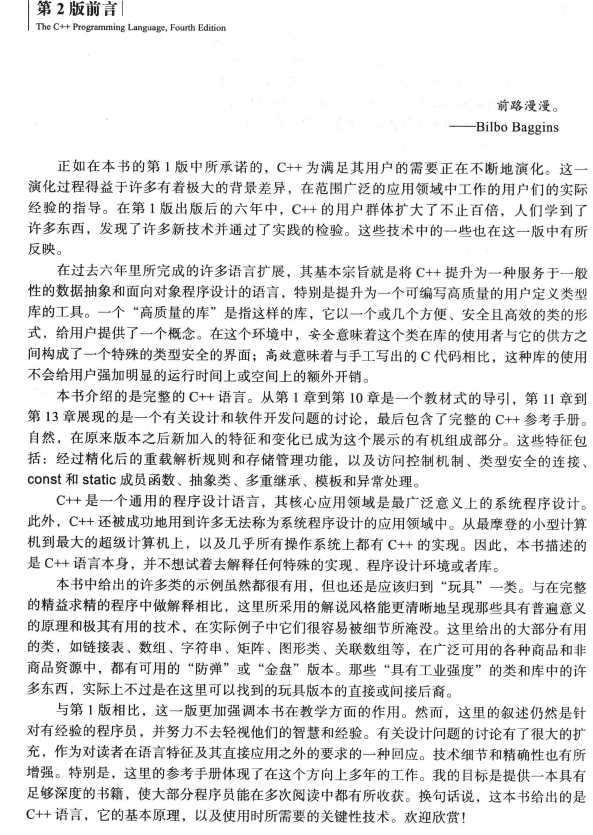 第 2 版前言
The C++ Programming Language, Fourth Edition
前路漫漫。
——Bilbo Baggins
正如在本书的第 1 版中所承诺的，C++ 为满足其用户的需要正在不断地演化。这一
演化过程得益于许多有着极大的背景差异，在范围广泛的应用领域中工作的用户们的实际
经验的指导。在第 1 版出版后的六年中，C++ 的用户群体扩大了不止百倍，人们学到了
许多东西，发现了许多新技术并通过了实践的检验。这些技术中的一些也在这一版中有所
反映。
在过去六年里所完成的许多语言扩展，其基本宗旨就是将 C++ 提升为一种服务于一般
性的数据抽象和面向对象程序设计的语言，特别是提升为一个可编写高质量的用户定义类型
库的工具。一个“高质量的库”是指这样的库，它以一个或几个方便、安全且高效的类的形
式，给用户提供了一个概念。在这个环境中，安全意味着这个类在库的使用者与它的供方之
间构成了一个特殊的类型安全的界面；高效意味着与手工写出的 C 代码相比，这种库的使用
不会给用户强加明显的运行时间上或空间上的额外开销。
本书介绍的是完整的 C++ 语言。从第 1 章到第 10 章是一个教材式的导引，第 11 章到
第 13 章展现的是一个有关设计和软件开发问题的讨论，最后包含了完整的 C++ 参考手册。
自然，在原来版本之后新加入的特征和变化已成为这个展示的有机组成部分。这些特征包
括：经过精化后的重载解析规则和存储管理功能，以及访问控制机制、类型安全的连接、
const 和 static 成员函数、抽象类、多重继承、模板和异常处理。
C++ 是一个通用的程序设计语言，其核心应用领域是最广泛意义上的系统程序设计。
此外，C++ 还被成功地用到许多无法称为系统程序设计的应用领域中。从最摩登的小型计算
机到最大的超级计算机上，以及几乎所有操作系统上都有 C++ 的实现。因此，本书描述的
是 C++ 语言本身，并不想试着去解释任何特殊的实现、程序设计环境或者库。
本书中给出的许多类的示例虽然都很有用，但也还是应该归到“玩具”一类。与在完整
的精益求精的程序中做解释相比，这里所采用的解说风格能更清晰地呈现那些具有普遍意义
的原理和极其有用的技术，在实际例子中它们很容易被细节所淹没。这里给出的大部分有用
的类，如链接表、数组、字符串、矩阵、图形类、关联数组等，在广泛可用的各种商品和非
商品资源中，都有可用的“防弹”或“金盘”版本。那些“具有工业强度”的类和库中的许
多东西，实际上不过是在这里可以找到的玩具版本的直接或间接后裔。
与第 1 版相比，这一版更加强调本书在教学方面的作用。然而，这里的叙述仍然是针
对有经验的程序员，并努力不去轻视他们的智慧和经验。有关设计问题的讨论有了很大的扩
充，作为对读者在语言特征及其直接应用之外的要求的一种回应。技术细节和精确性也有所
增强。特别是，这里的参考手册体现了在这个方向上多年的工作。我的目标是提供一本具有
足够深度的书籍，使大部分程序员能在多次阅读中都有所收获。换句话说，这本书给出的是
C++ 语言，它的基本原理，以及使用时所需要的关键性技术。欢迎欣赏！